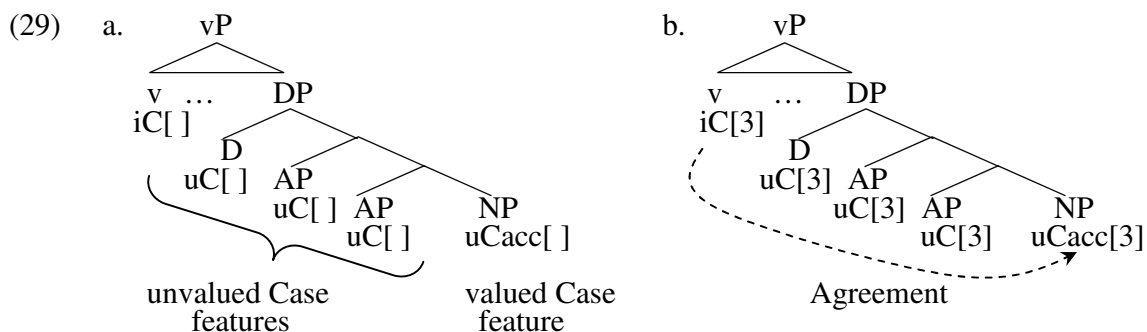 (29) a. vP b. vP
v … DP v … DP
iC[ ] iC[3]
D D
uC[ ] AP uC[3] AP
uC[ ] AP NP uC[3] AP NP
uC[ ] uCacc[ ] uC[3] uCacc[3]
unvalued Case valued Case Agreement
features feature